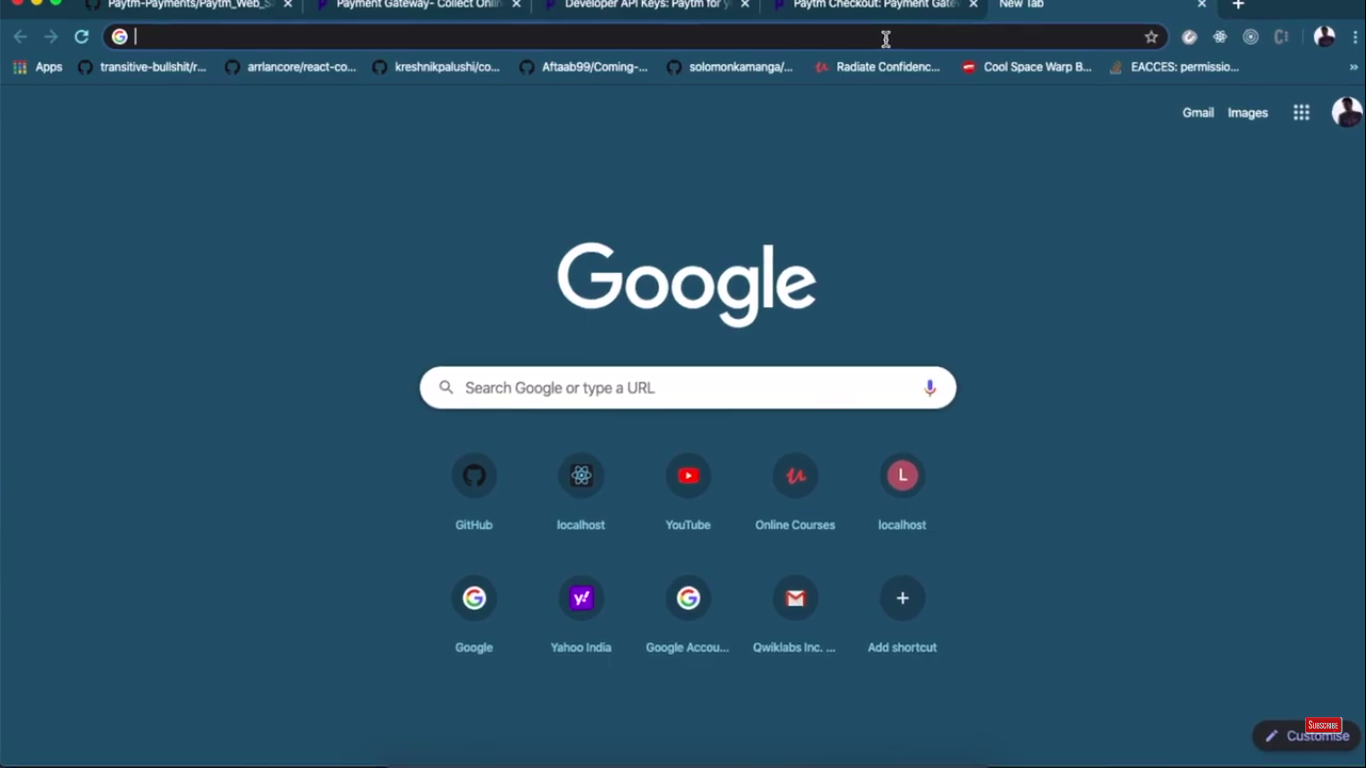 Paytm-Payments/Paytm_Web_S
Payment Gateway- Collect Onlin
Developer API Keys: Paytm for y
Paytm Checkout: Payment Gate
New Tab
Apps
transitive-bullshit/r...
arrlancore/react-co...
kreshnikpalushi/co...
Aftaab99/Coming-...
solomonkamanga/...
Radiate Confidenc...
Cool Space Warp B...
EACCES: permissio...
»
Gmail
Images
Google
Search Google or type a URL
GitHub
localhost
YouTube
Online Courses
L
localhost
Google
y!
Yahoo India
Google Accou...
Qwiklabs Inc. ...
Add shortcut
SUBSCRIBE
Customise